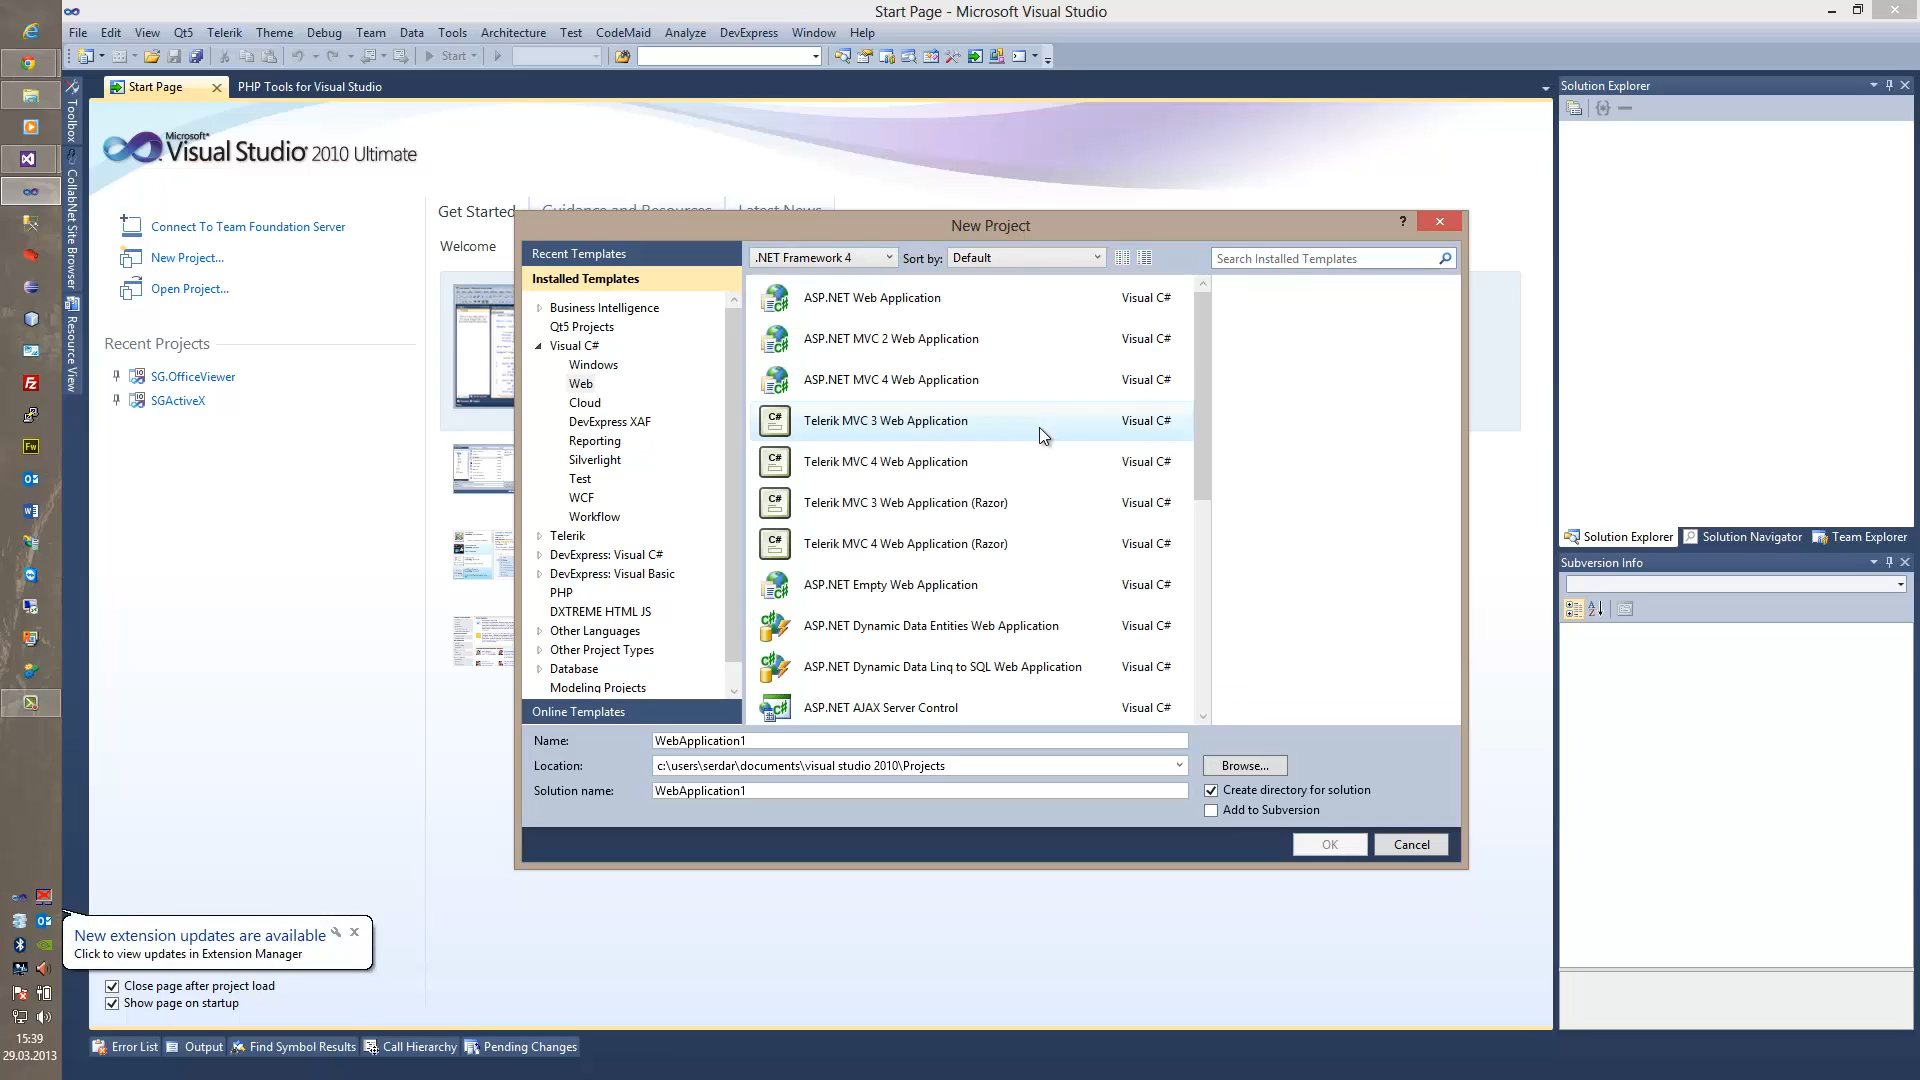 Start Page - Microsoft Visual Studio
File Edit View Qt5 Telerik Theme Debug Team Data Tools Architecture Test CodeMaid Analyze DevExpress Window Help
Start
Start Page
PHP Tools for Visual Studio
Toolbox
CollabNet Site Browser
Resource View
Microsoft
Visual Studio 2010 Ultimate
Connect To Team Foundation Server
New Project...
Open Project...
Recent Projects
SG.OfficeViewer
SGActiveX
Get Started
Guidance and Resources
Latest News
Welcome
New Project
?
Recent Templates
Installed Templates
Business Intelligence
Qt5 Projects
Visual C#
Windows
Web
Cloud
DevExpress XAF
Reporting
Silverlight
Test
WCF
Workflow
Telerik
DevExpress: Visual C#
DevExpress: Visual Basic
PHP
DXTREME HTML JS
Other Languages
Other Project Types
Database
Modeling Projects
Online Templates
.NET Framework 4
Sort by: Default
Search Installed Templates
ASP.NET Web Application Visual C#
ASP.NET MVC 2 Web Application Visual C#
ASP.NET MVC 4 Web Application Visual C#
Telerik MVC 3 Web Application Visual C#
Telerik MVC 4 Web Application Visual C#
Telerik MVC 3 Web Application (Razor) Visual C#
Telerik MVC 4 Web Application (Razor) Visual C#
ASP.NET Empty Web Application Visual C#
ASP.NET Dynamic Data Entities Web Application Visual C#
ASP.NET Dynamic Data Linq to SQL Web Application Visual C#
ASP.NET AJAX Server Control Visual C#
Name: WebApplication1
Location: c:\users\serdar\documents\visual studio 2010\Projects
Browse...
Solution name: WebApplication1
Create directory for solution
Add to Subversion
OK
Cancel
Solution Explorer
Solution Explorer
Solution Navigator
Team Explorer
Subversion Info
New extension updates are available
Click to view updates in Extension Manager
Close page after project load
Show page on startup
15:39
29.03.2013
Error List
Output
Find Symbol Results
Call Hierarchy
Pending Changes